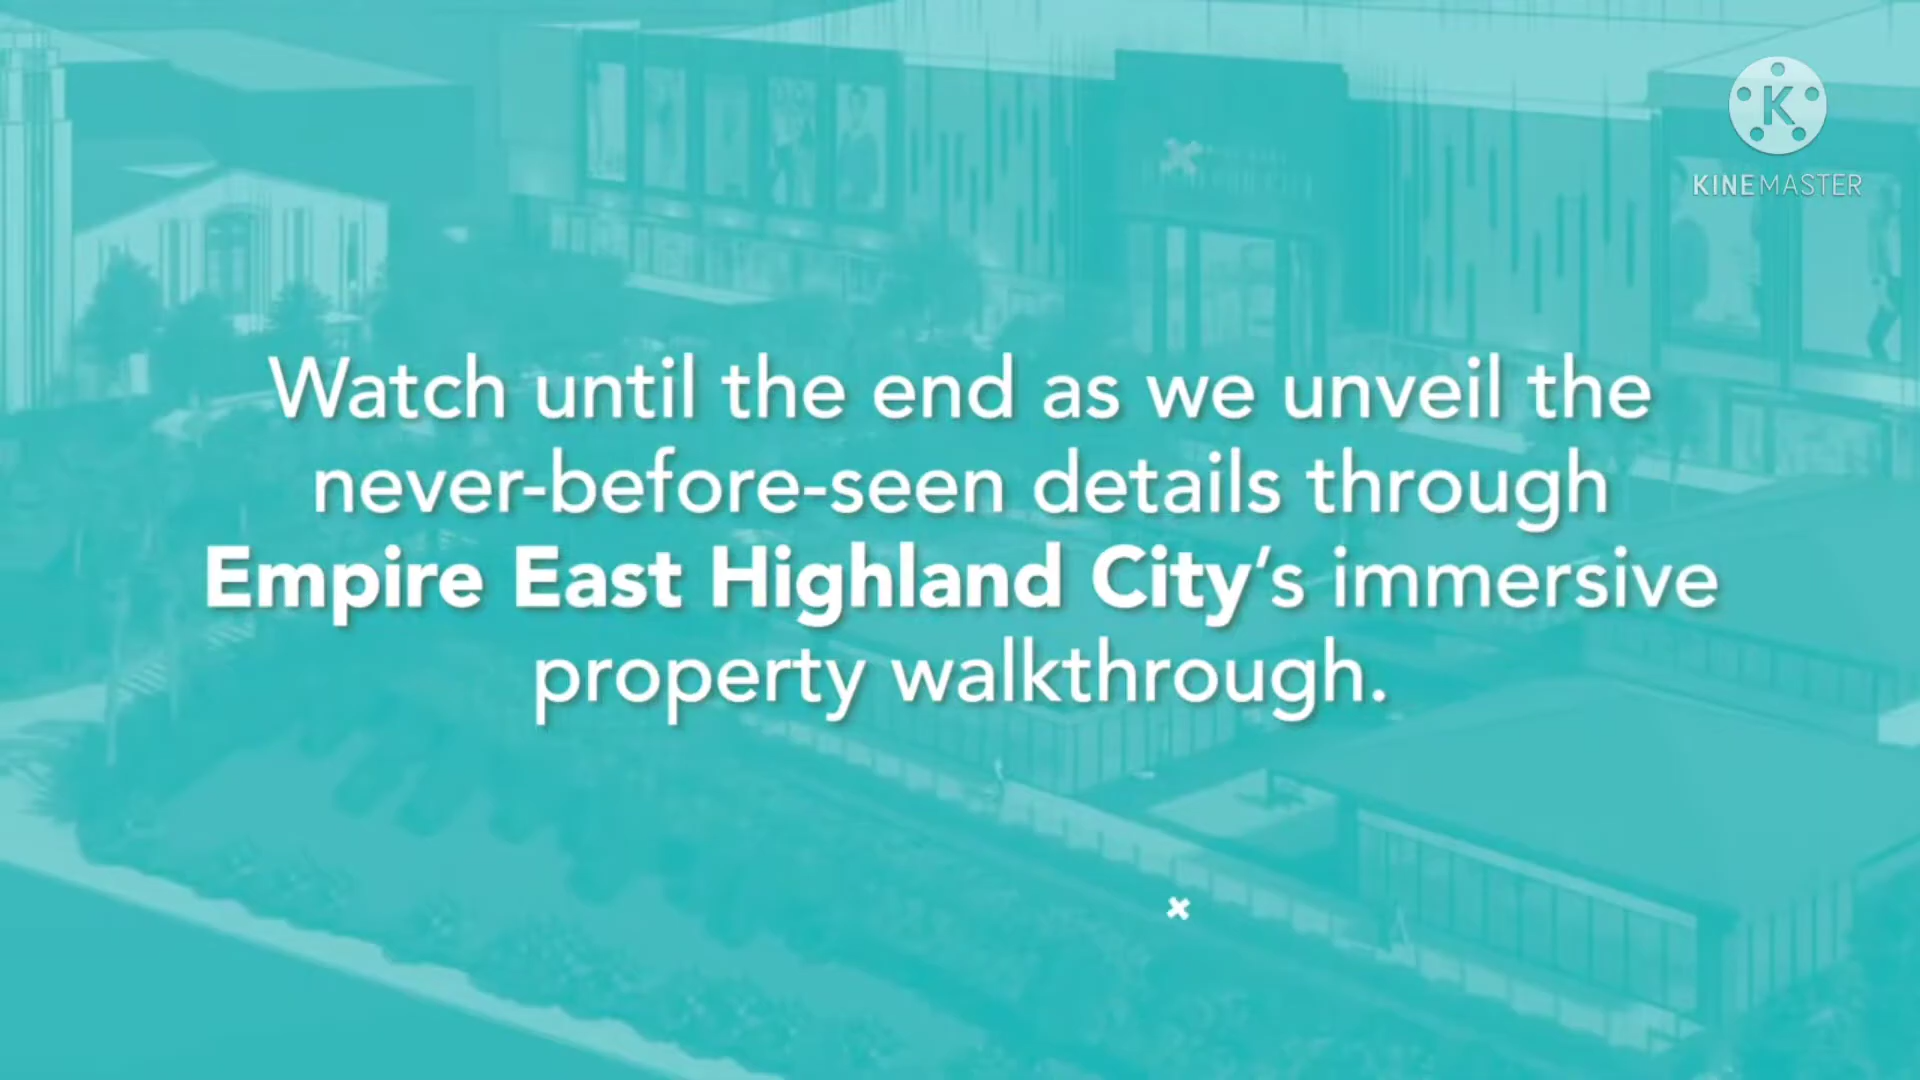 K
KINEMASTER
Watch until the end as we unveil the
never-before-seen details through
Empire East Highland City's immersive
property walkthrough.